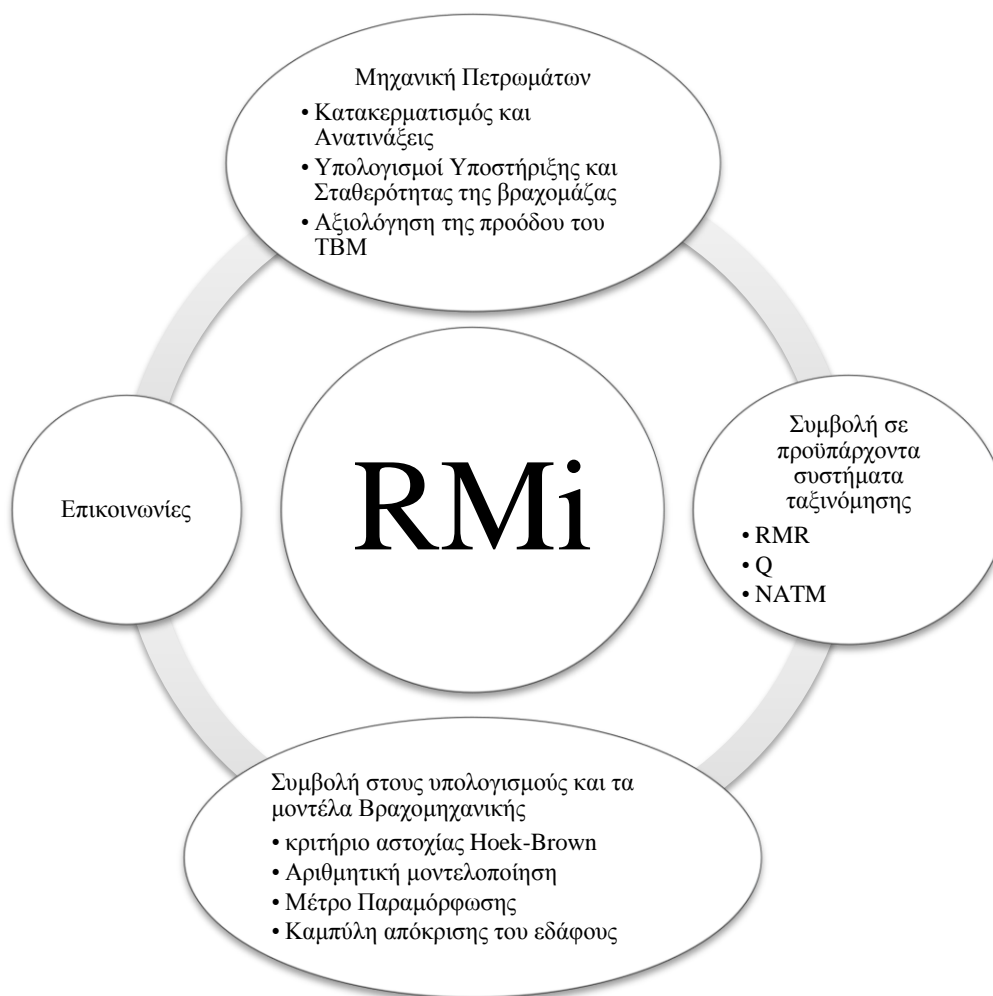 Μηχανική Πετρωμάτων
• Κατακερματισμός και
Ανατινάξεις
• Υπολογισμοί Υποστήριξης και
Σταθερότητας της βραχομάζας
• Αξιολόγηση της προόδου του
TBM
RMi
Επικοινωνίες
Συμβολή σε
προϋπάρχοντα
συστήματα
ταξινόμησης
• RMR
• Q
• NATM
Συμβολή στους υπολογισμούς και τα
μοντέλα Βραχομηχανικής
• κριτήριο αστοχίας Hoek-Brown
• Αριθμητική μοντελοποίηση
• Μέτρο Παραμόρφωσης
• Καμπύλη απόκρισης του εδάφους